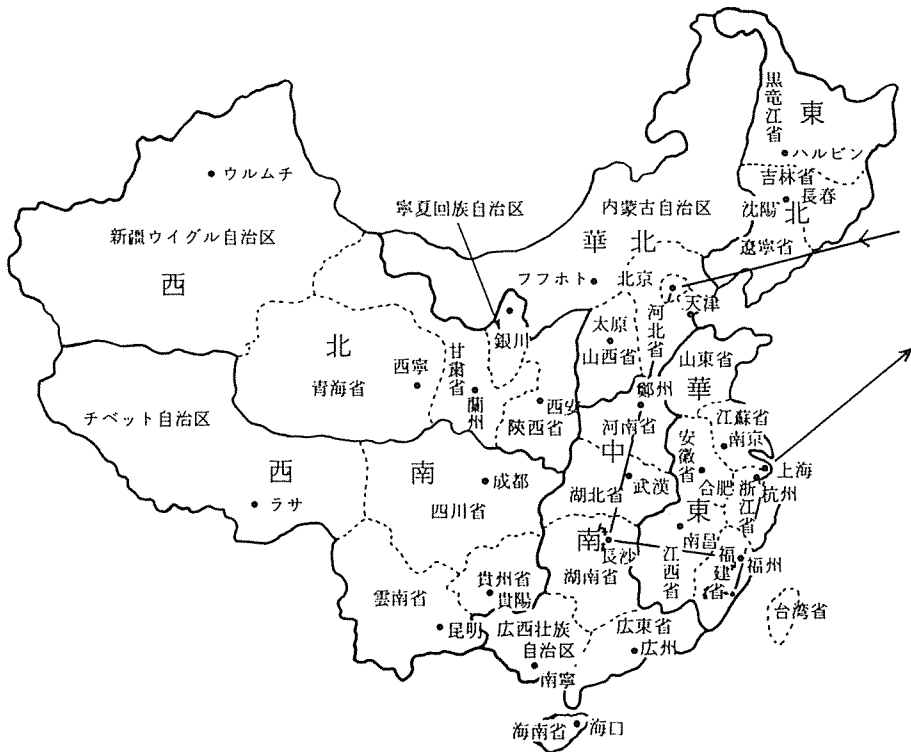 黒竜江省
東
ハルビン
吉林省
長春
瀋陽
北
遼寧省
ウルムチ
新疆ウイグル自治区
西
寧夏回族自治区
内蒙古自治区
華北
フフホト
北京
天津
河北省
太原
山西省
銀川
北
甘粛省
西寧
青海省
蘭州
西安
陝西省
山東省
華
鄭州
河南省
中
江蘇省
南京
安徽省
上海
合肥
浙江省
杭州
東
チベット自治区
西
ラサ
南
成都
四川省
武漢
湖北省
南
長沙
湖南省
南昌
江西省
福建省
福州
台湾省
貴州省
貴陽
雲南省
昆明
広西壮族
自治区
南寧
広東省
広州
海南省
海口